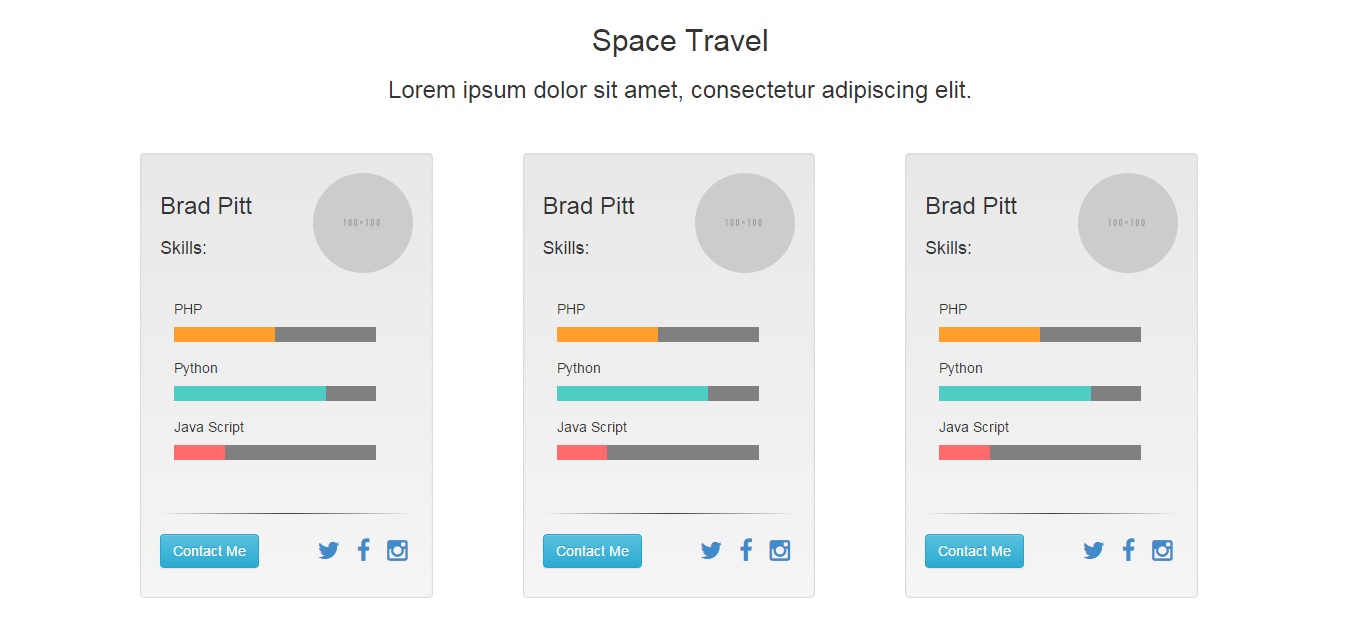 Space Travel
Lorem ipsum dolor sit amet, consectetur adipiscing elit.
Brad Pitt
100×100
Skills:
PHP
Python
Java Script
Contact Me
Brad Pitt
100×100
Skills:
PHP
Python
Java Script
Contact Me
Brad Pitt
100×100
Skills:
PHP
Python
Java Script
Contact Me